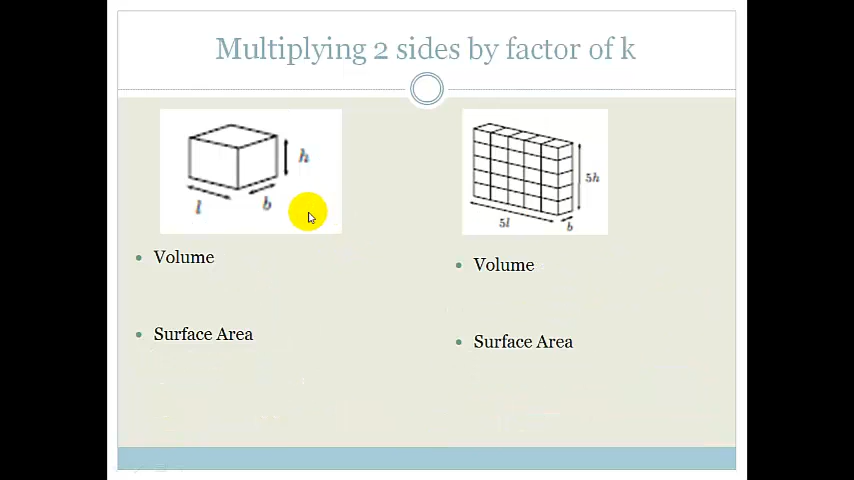 Multiplying 2 sides by factor of k
h
l
b
5h
5l
b
Volume
Surface Area
Volume
Surface Area